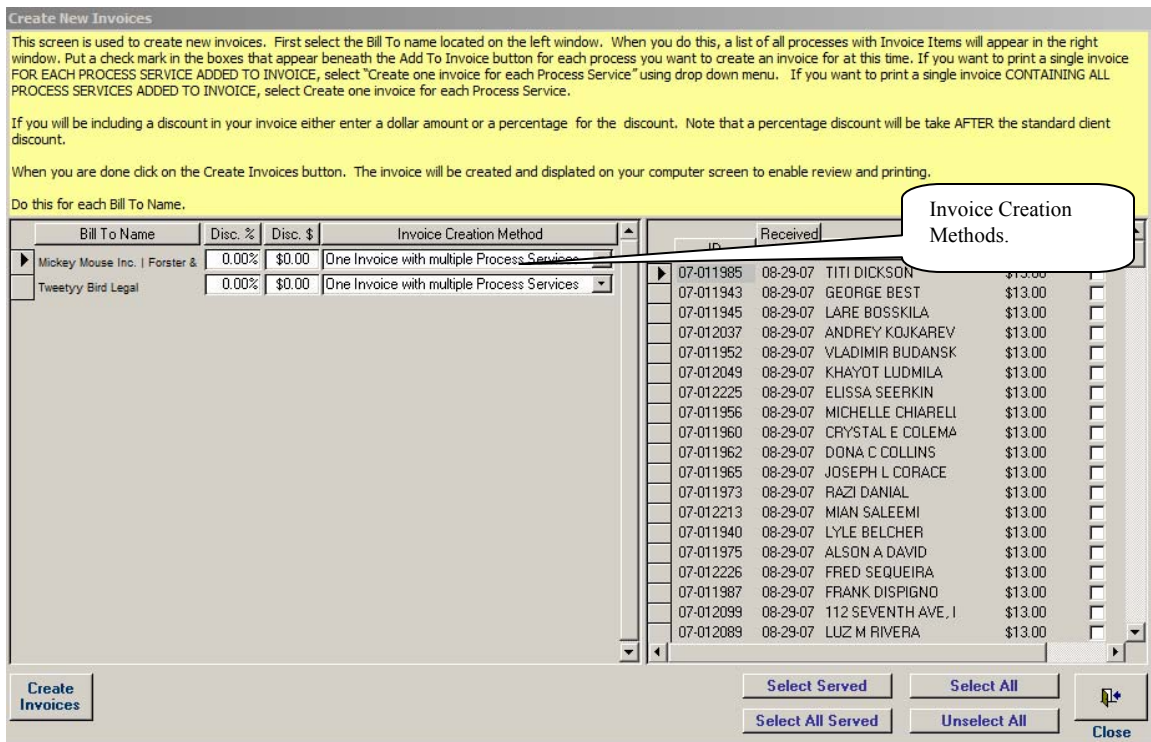 Create New Invoices
This screen is used to create new invoices. First select the Bill To name located on the left window. When you do this, a list of all processes with Invoice Items will appear in the right
window. Put a check mark in the boxes that appear beneath the Add To Invoice button for each process you want to create an invoice for at this time. If you want to print a single invoice
FOR EACH PROCESS SERVICE ADDED TO INVOICE, select "Create one invoice for each Process Service" using drop down menu. If you want to print a single invoice CONTAINING ALL
PROCESS SERVICES ADDED TO INVOICE, select Create one invoice for each Process Service.
If you will be including a discount in your invoice either enter a dollar amount or a percentage for the discount. Note that a percentage discount will be take AFTER the standard client
discount.
When you are done click on the Create Invoices button. The invoice will be created and displated on your computer screen to enable review and printing.
Do this for each Bill To Name.
Invoice Creation
Methods.
Bill To Name Disc. % Disc. $ Invoice Creation Method
Mickey Mouse Inc. | Forster & 0.00% $0.00 One Invoice with multiple Process Services
Tweetyy Bird Legal 0.00% $0.00 One Invoice with multiple Process Services
Received
07-011985 08-29-07 TITI DICKSON $13.00
07-011943 08-29-07 GEORGE BEST $13.00
07-011945 08-29-07 LARE BOSSKILA $13.00
07-012037 08-29-07 ANDREY KOJKAREV $13.00
07-011952 08-29-07 VLADIMIR BUDANSK $13.00
07-012049 08-29-07 KHAYOT LUDMILA $13.00
07-012225 08-29-07 ELISSA SEERKIN $13.00
07-011956 08-29-07 MICHELLE CHIARELL $13.00
07-011960 08-29-07 CRYSTAL E COLEMA $13.00
07-011962 08-29-07 DONA C COLLINS $13.00
07-011965 08-29-07 JOSEPH L CORACE $13.00
07-011973 08-29-07 RAZI DANIAL $13.00
07-012213 08-29-07 MIAN SALEEMI $13.00
07-011940 08-29-07 LYLE BELCHER $13.00
07-011975 08-29-07 ALSON A DAVID $13.00
07-012226 08-29-07 FRED SEQUEIRA $13.00
07-011987 08-29-07 FRANK DISPIGNO $13.00
07-012099 08-29-07 112 SEVENTH AVE, I $13.00
07-012089 08-29-07 LUZ M RIVERA $13.00
Create
Invoices
Select Served Select All
Select All Served Unselect All
Close